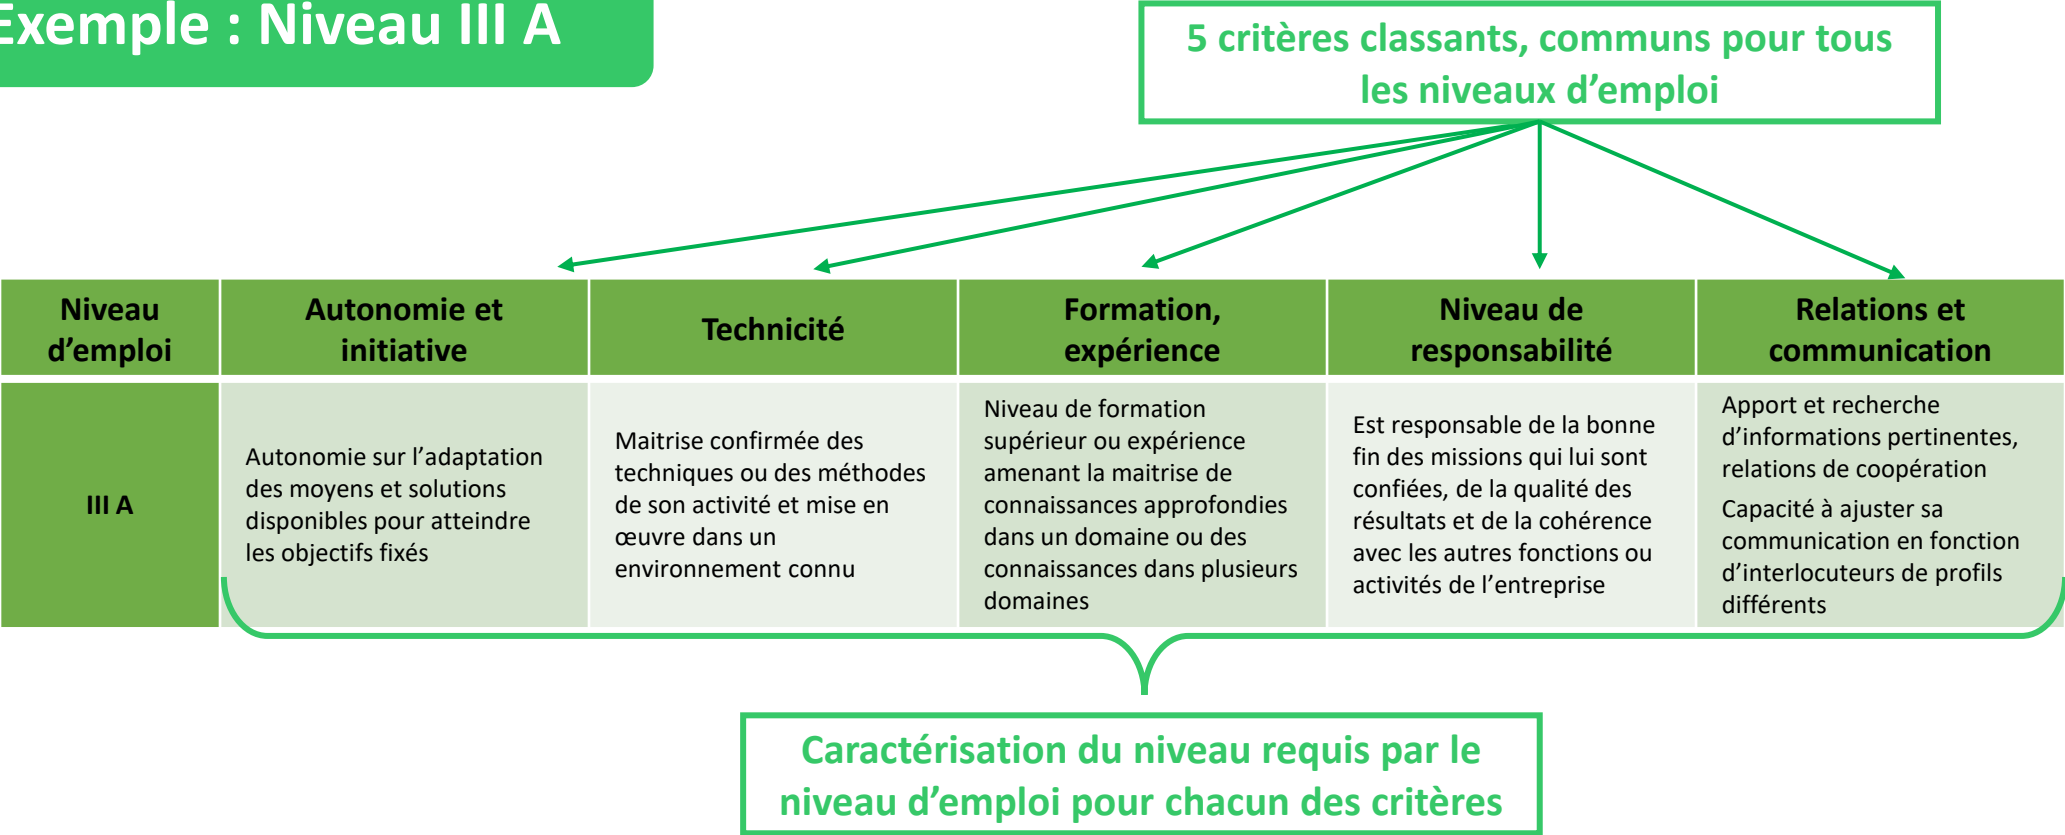 Exemple : Niveau III A
5 critères classants, communs pour tous
les niveaux d’emploi
Niveau
d’emploi
Autonomie et
initiative
Technicité
Formation,
expérience
Niveau de
responsabilité
Relations et
communication
III A
Autonomie sur l’adaptation
des moyens et solutions
disponibles pour atteindre
les objectifs fixés
Maitrise confirmée des
techniques ou des méthodes
de son activité et mise en
œuvre dans un
environnement connu
Niveau de formation
supérieur ou expérience
amenant la maitrise de
connaissances approfondies
dans un domaine ou des
connaissances dans plusieurs
domaines
Est responsable de la bonne
fin des missions qui lui sont
confiées, de la qualité des
résultats et de la cohérence
avec les autres fonctions ou
activités de l’entreprise
Apport et recherche
d’informations pertinentes,
relations de coopération
Capacité à ajuster sa
communication en fonction
d’interlocuteurs de profils
différents
Caractérisation du niveau requis par le
niveau d’emploi pour chacun des critères